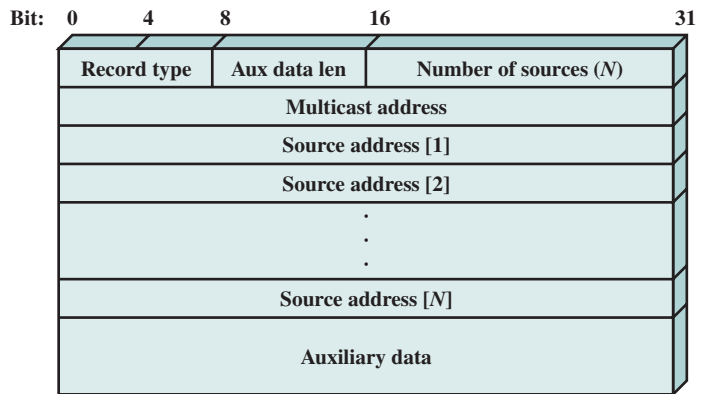 Bit: 0 4 8 16 31
Record type Aux data len Number of sources (N)
Multicast address
Source address [1]
Source address [2]
.
.
.
Source address [N]
Auxiliary data